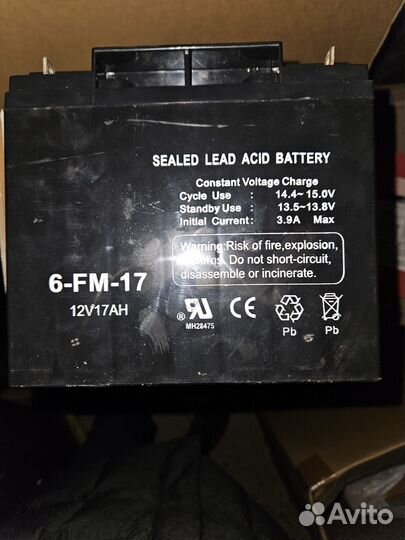 SEALED LEAD ACID BATTERY
Constant Voltage Charge
Cycle Use : 14.4~ 15.0V
Standby Use : 13.5~13.8V
Initial Current: 3.9A Max
Warning:Risk of fire,explosion,
or burns. Do not short-circuit,
disassemble or incinerate.
6-FM-17
12V17AH
MH28475
CE
Pb
Pb
Avito